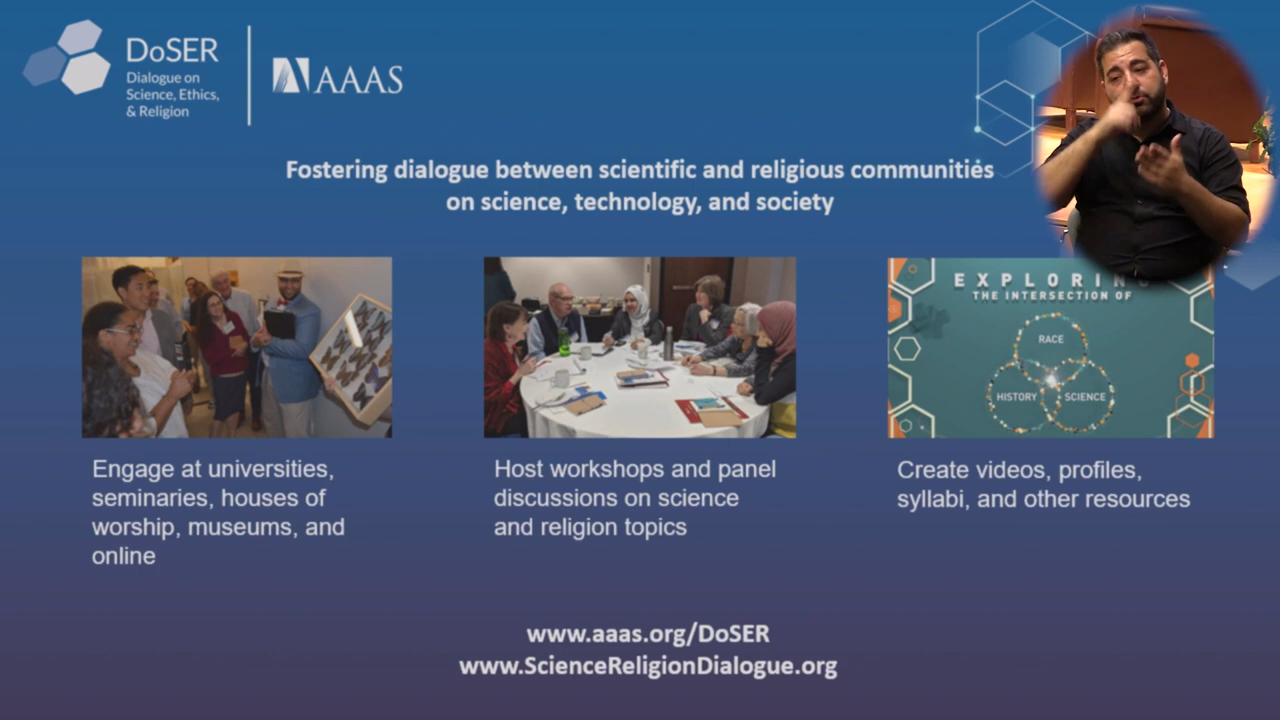 DoSER
Dialogue on
Science, Ethics,
& Religion
AAAS
Fostering dialogue between scientific and religious communities
on science, technology, and society
EXPLORING
THE INTERSECTION OF
RACE
HISTORY
SCIENCE
Engage at universities,
seminaries, houses of
worship, museums, and
online
Host workshops and panel
discussions on science
and religion topics
Create videos, profiles,
syllabi, and other resources
www.aaas.org/DoSER
www.ScienceReligionDialogue.org